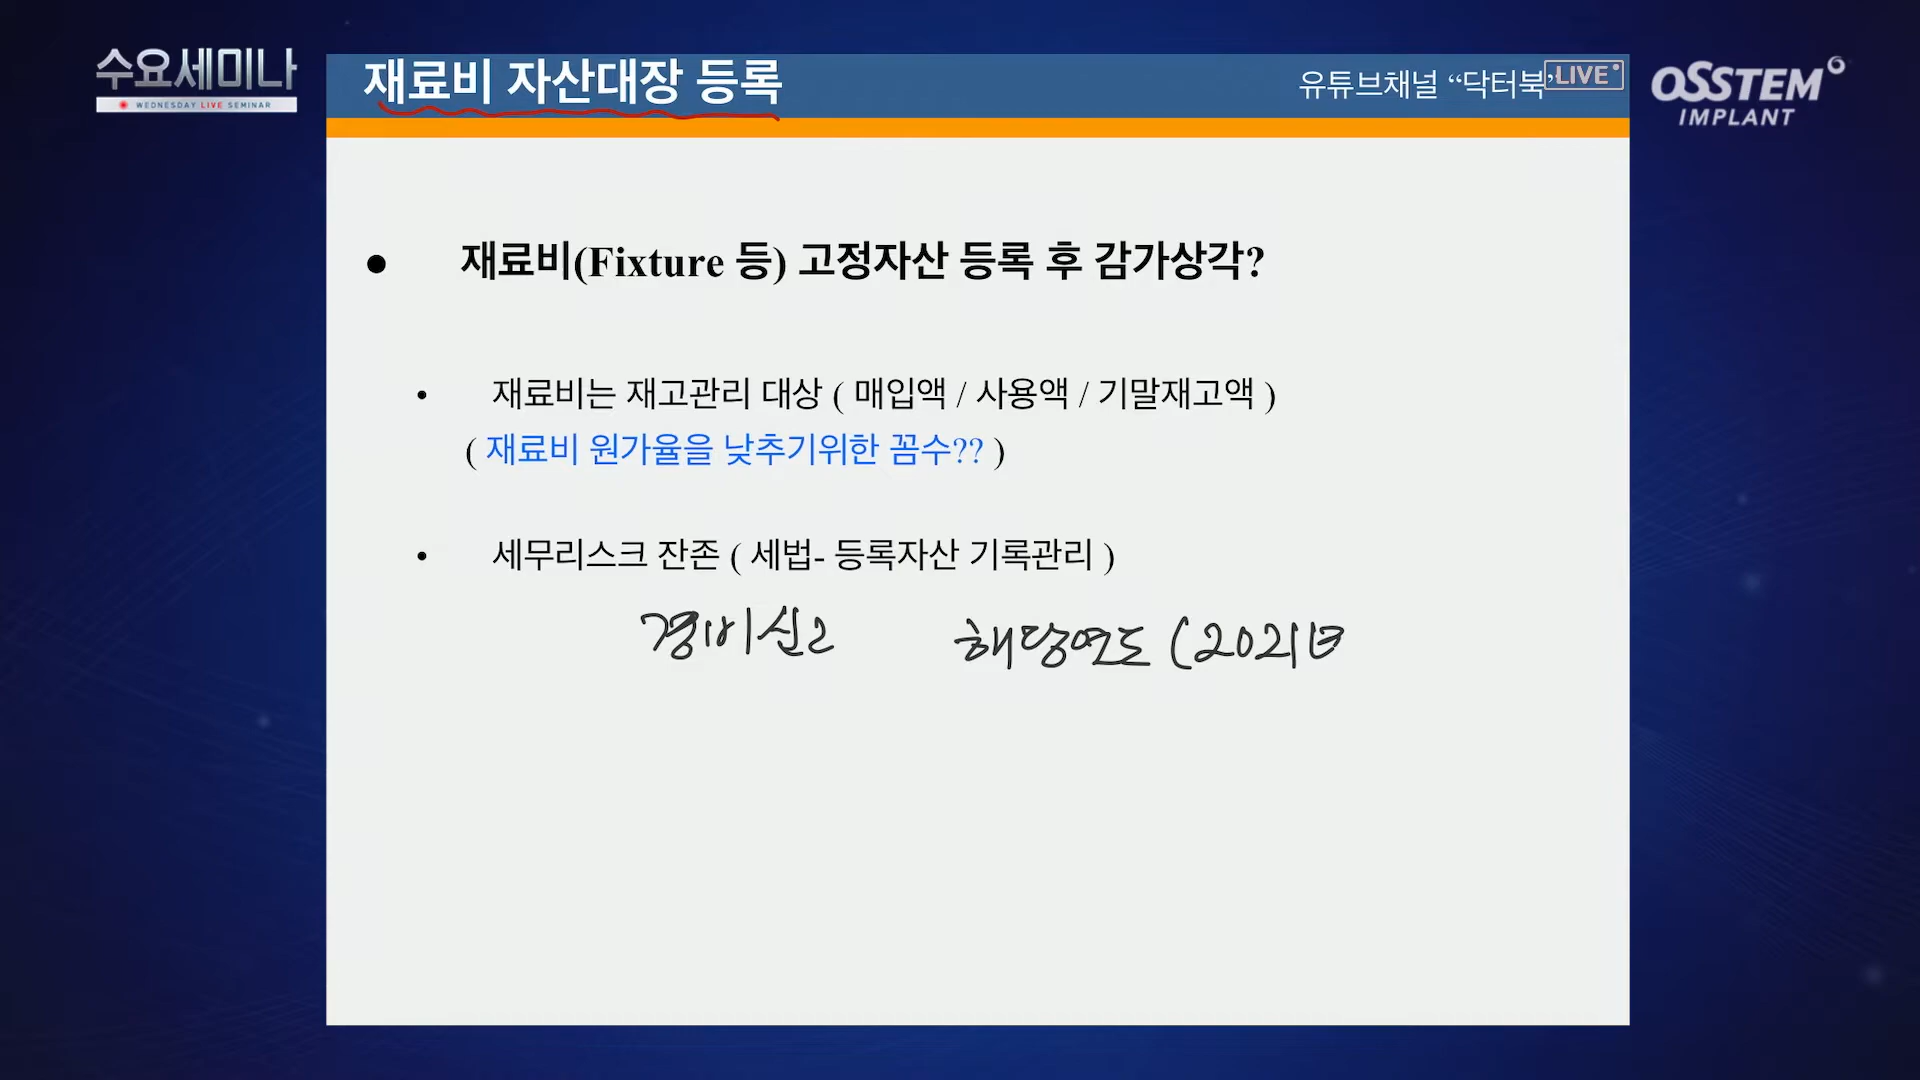 수요세미나
WEDNESDAY LIVE SEMINAR
재료비 자산대장 등록
유튜브채널 “닥터북”
LIVE
OSSTEM
IMPLANT
● 재료비(Fixture 등) 고정자산 등록 후 감가상각?
• 재료비는 재고관리 대상 ( 매입액 / 사용액 / 기말재고액 )
( 재료비 원가율을 낮추기위한 꼼수?? )
• 세무리스크 잔존 ( 세법- 등록자산 기록관리 )
경비신고 해당연도 (2021년